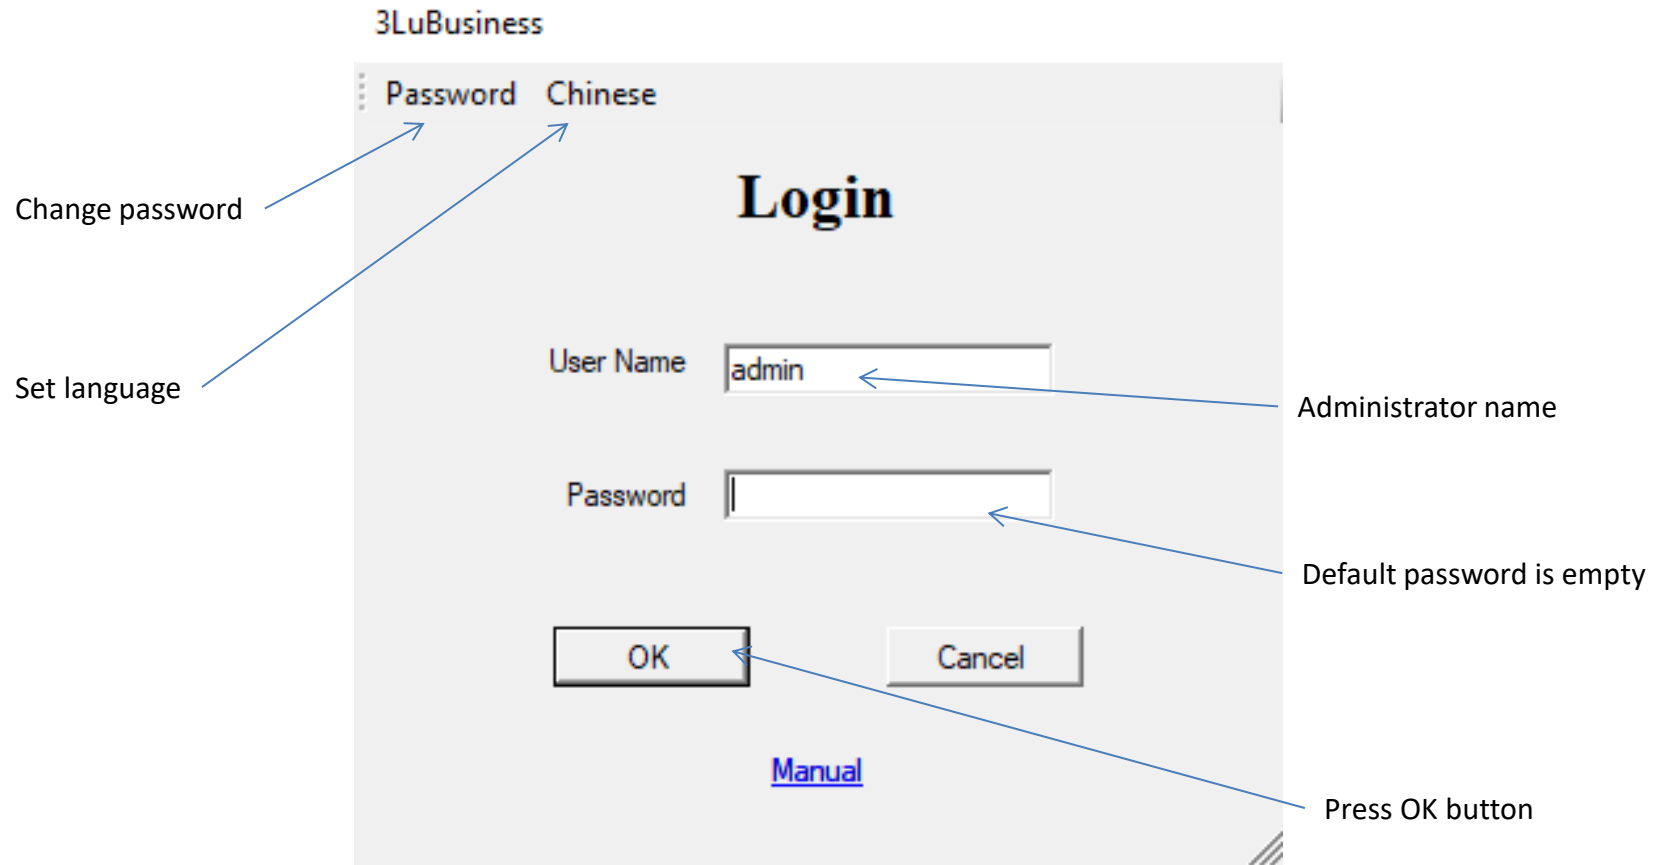 3LuBusiness
Password Chinese
Login
Change password
User Name admin
Set language
Administrator name
Password
Default password is empty
OK Cancel
Manual
Press OK button